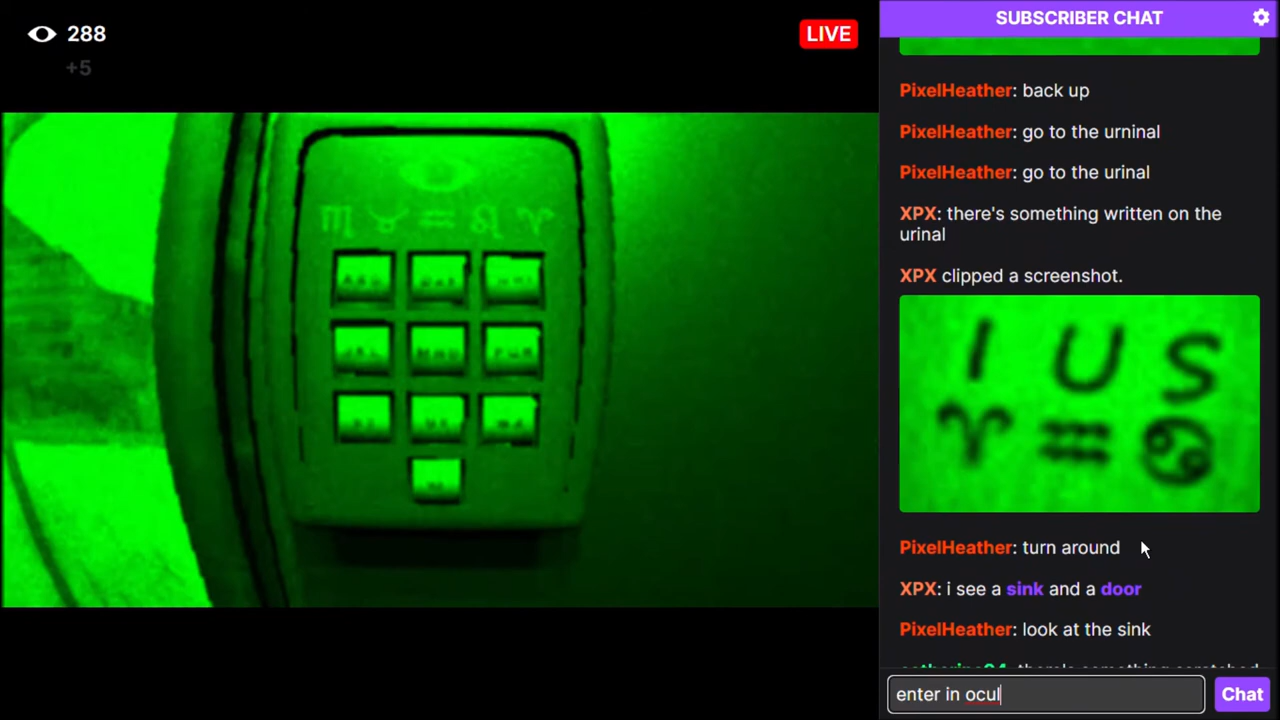 288
+5
LIVE
♏ ♉ ♒ ♌ ♈
SUBSCRIBER CHAT
PixelHeather: back up
PixelHeather: go to the urninal
PixelHeather: go to the urinal
XPX: there's something written on the
urinal
XPX clipped a screenshot.
I U S
♈ ♒ ♋
PixelHeather: turn around
XPX: i see a sink and a door
PixelHeather: look at the sink
enter in ocul
Chat